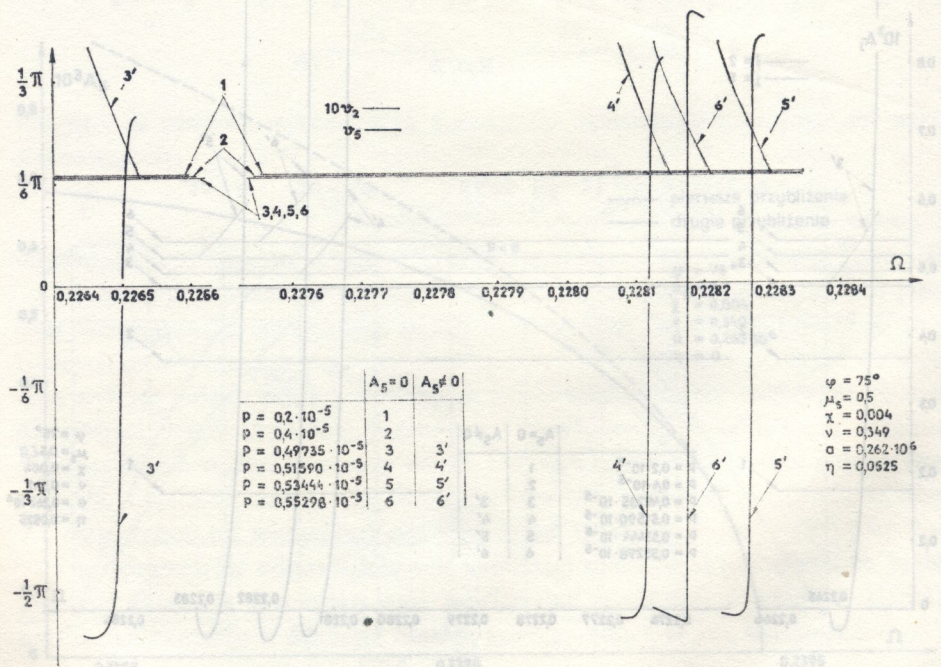 1/3 π
3'
1
10ϑ₂
ϑ₅
2
4'
6'
5'
1/6 π
3,4,5,6
Ω
0
0,2264 0,2265 0,2266 0,2276 0,2277 0,2278 0,2279 0,2280 0,2281 0,2282 0,2283 0,2284
-1/6 π
A₅=0 A₅≠0
p = 0,2·10⁻⁵ 1
p = 0,4·10⁻⁵ 2
p = 0,49735·10⁻⁵ 3 3'
p = 0,51590·10⁻⁵ 4 4'
p = 0,53444·10⁻⁵ 5 5'
p = 0,55298·10⁻⁵ 6 6'
φ = 75°
μ₅ = 0,5
χ = 0,004
ν = 0,349
a = 0,262·10⁶
η = 0,0525
3'
4'
6'
5'
-1/3 π
-1/2 π